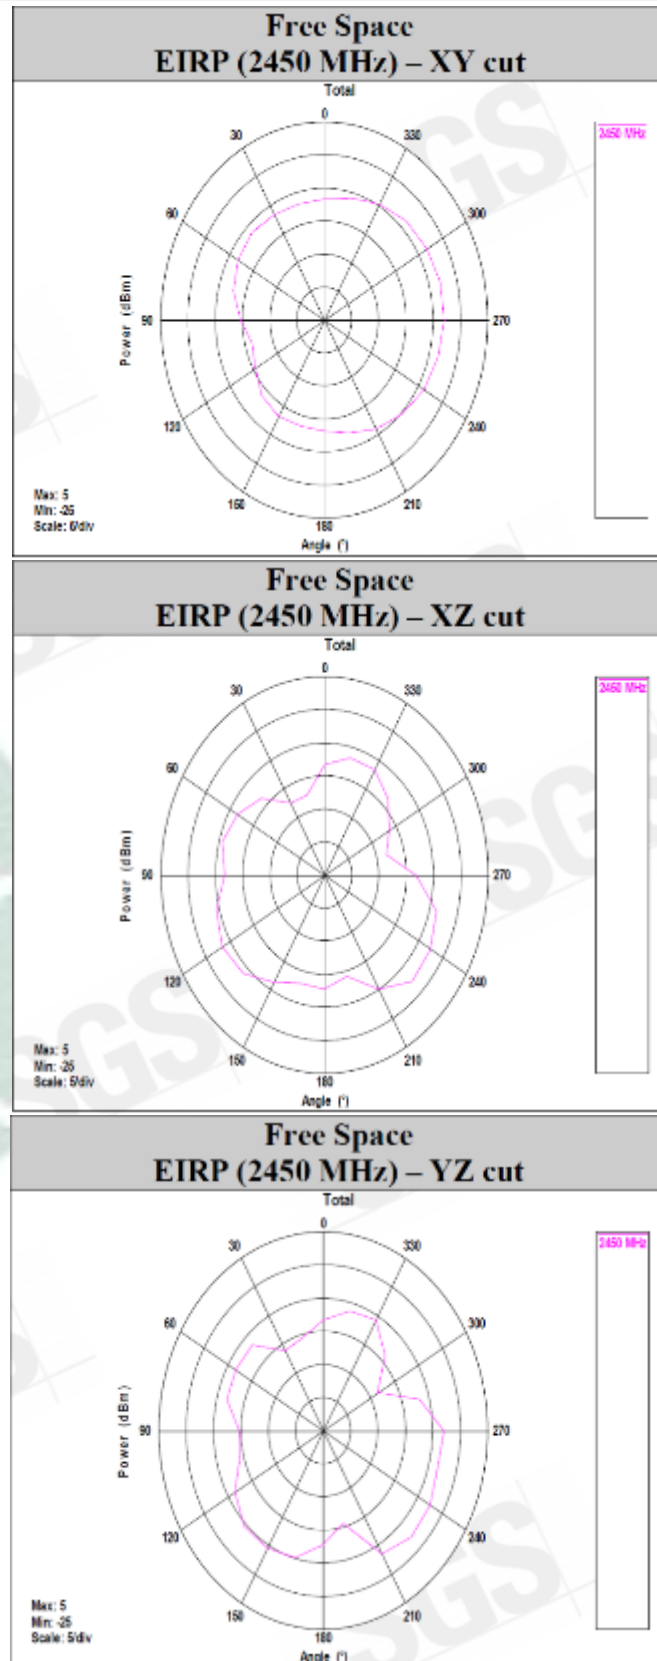 Free Space
EIRP (2450 MHz) – XY cut
Total
0
30
330
2450 MHz
60
300
Power (dBm)
90
270
120
240
150
210
180
Max: 5
Min: -25
Scale: 5/div
Angle (°)
SGS
Free Space
EIRP (2450 MHz) – XZ cut
Total
0
30
330
2450 MHz
60
300
Power (dBm)
90
270
SGS
120
240
150
210
180
Max: 5
Min: -25
Scale: 5/div
Angle (°)
SGS
Free Space
EIRP (2450 MHz) – YZ cut
Total
0
30
330
2450 MHz
60
300
Power (dBm)
90
270
120
240
150
210
180
Max: 5
Min: -25
Scale: 5/div
Angle (°)
SGS